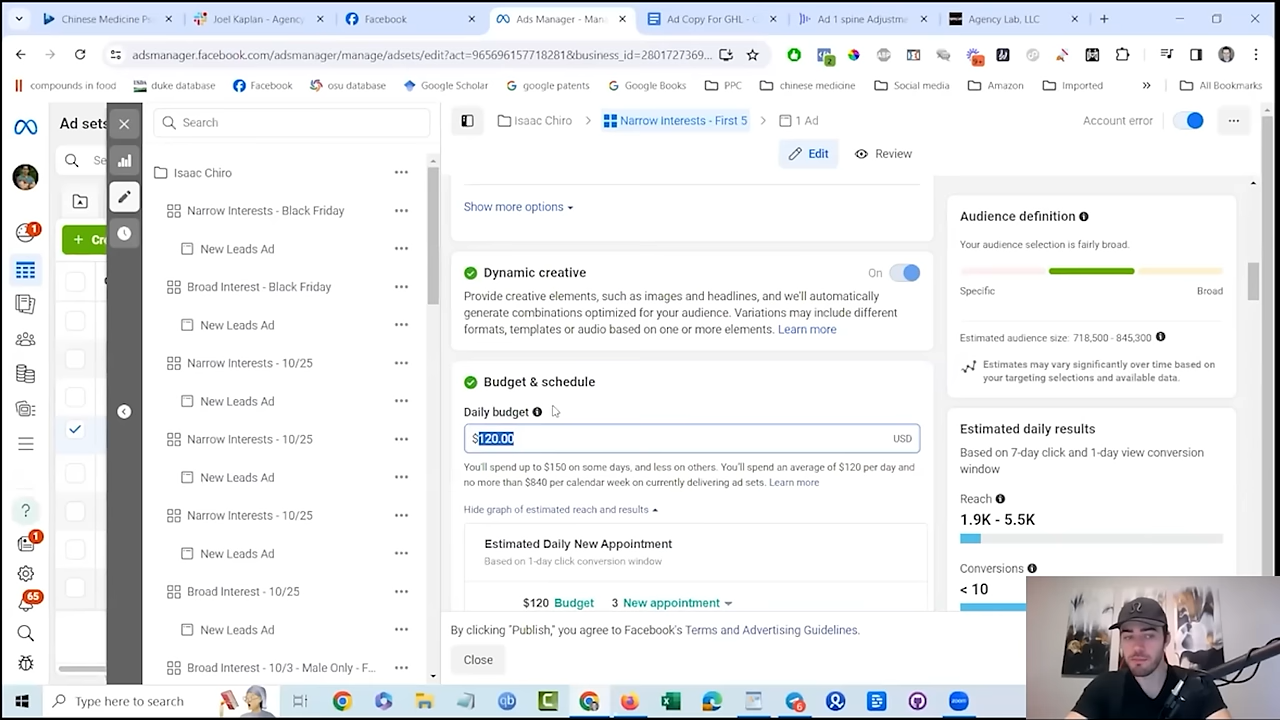 Chinese Medicine Ps
Joel Kaplan - Agency
Facebook
Ads Manager - Man
Ad Copy For GHL - G
Ad 1 spine Adjustme
Agency Lab, LLC
adsmanager.facebook.com/adsmanager/manage/adsets/edit?act=965696157718281&business_id=2801727369...
compounds in food
duke database
Facebook
osu database
Google Scholar
google patents
Google Books
PPC
chinese medicine
Social media
Amazon
Imported
All Bookmarks
Ad sets
Se
+ Cre
Search
Isaac Chiro
Narrow Interests - Black Friday
New Leads Ad
Broad Interest - Black Friday
New Leads Ad
Narrow Interests - 10/25
New Leads Ad
Narrow Interests - 10/25
New Leads Ad
Narrow Interests - 10/25
New Leads Ad
Broad Interest - 10/25
New Leads Ad
Broad Interest - 10/3 - Male Only - F...
Isaac Chiro
Narrow Interests - First 5
1 Ad
Account error
Edit
Review
Show more options
Dynamic creative
On
Provide creative elements, such as images and headlines, and we'll automatically
generate combinations optimized for your audience. Variations may include different
formats, templates or audio based on one or more elements. Learn more
Budget & schedule
Daily budget
$120.00
USD
You'll spend up to $150 on some days, and less on others. You'll spend an average of $120 per day and
no more than $840 per calendar week on currently delivering ad sets. Learn more
Hide graph of estimated reach and results
Estimated Daily New Appointment
Based on 1-day click conversion window
$120 Budget 3 New appointment
By clicking "Publish," you agree to Facebook's Terms and Advertising Guidelines.
Close
Audience definition
Your audience selection is fairly broad.
Specific
Broad
Estimated audience size: 718,500 - 845,300
Estimates may vary significantly over time based on
your targeting selections and available data.
Estimated daily results
Based on 7-day click and 1-day view conversion
window
Reach
1.9K - 5.5K
Conversions
< 10
Type here to search